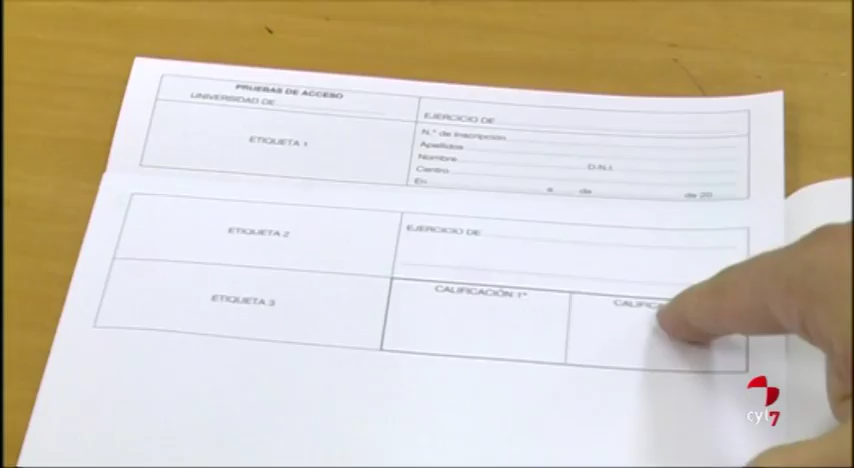 PRUEBAS DE ACCESO
UNIVERSIDAD DE
ETIQUETA 1
EJERCICIO DE
N.º de Inscripción
Apellidos
Nombre D.N.I.
Centro
En a de de 20
ETIQUETA 2
EJERCICIO DE
ETIQUETA 3
CALIFICACIÓN 1ª
CALIFICA
cyl7